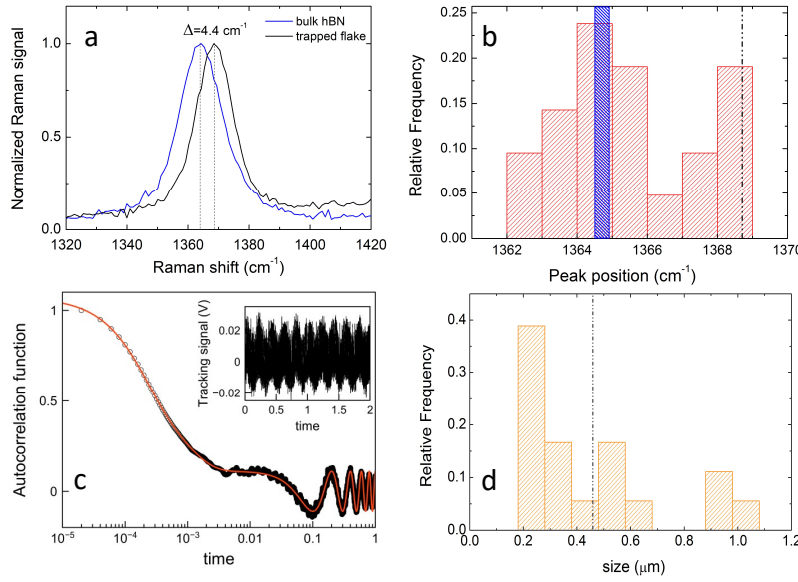 a
Δ=4.4 cm⁻¹
bulk hBN
trapped flake
Normalized Raman signal
1.0
0.5
0.0
1320 1340 1360 1380 1400 1420
Raman shift (cm⁻¹)
b
Relative Frequency
0.25
0.20
0.15
0.10
0.05
0.00
1362 1364 1366 1368 1370
Peak position (cm⁻¹)
c
Autocorrelation function
1
0.5
0
10⁻⁵ 10⁻⁴ 10⁻³ 0.01 0.1 1
time
Tracking signal (V)
0.02
0
−0.02
0 0.5 1 1.5 2
time
d
Relative Frequency
0.4
0.3
0.2
0.1
0.0
0.0 0.2 0.4 0.6 0.8 1.0 1.2
size (μm)